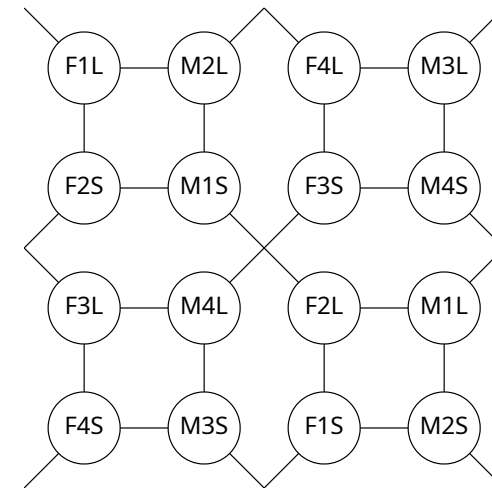 F1L M2L F4L M3L
F2S M1S F3S M4S
F3L M4L F2L M1L
F4S M3S F1S M2S